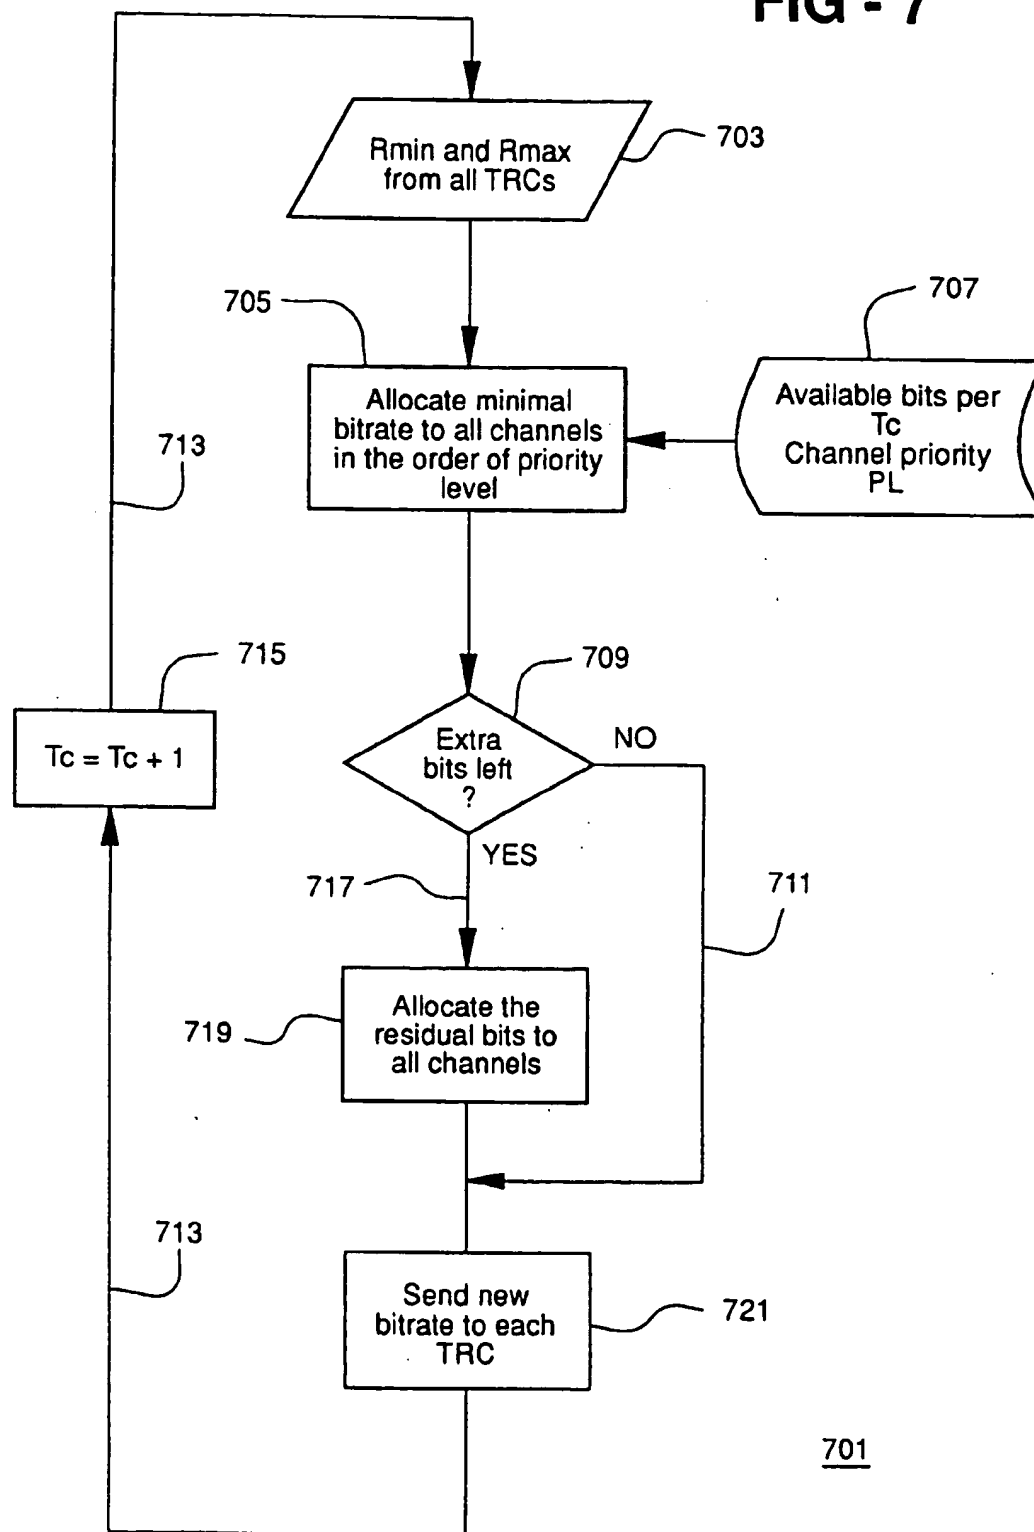 FIG - 7
Rmin and Rmax
from all TRCs
703
705
707
Allocate minimal
bitrate to all channels
in the order of priority
level
Available bits per
Tc
Channel priority
PL
713
715
Tc = Tc + 1
709
Extra
bits left
?
NO
YES
717
711
719
Allocate the
residual bits to
all channels
713
Send new
bitrate to each
TRC
721
701